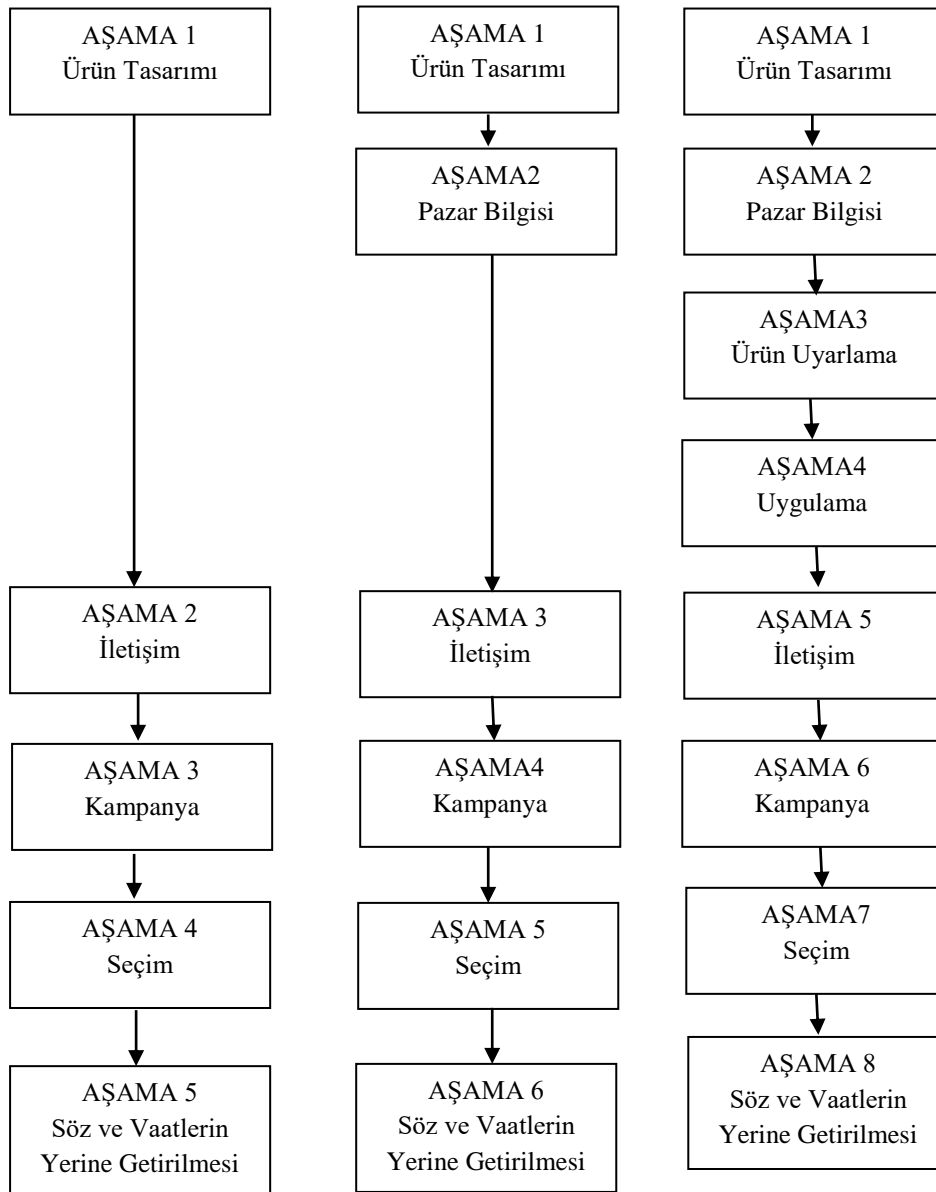 AŞAMA 1
Ürün Tasarımı
AŞAMA 2
İletişim
AŞAMA 3
Kampanya
AŞAMA 4
Seçim
AŞAMA 5
Söz ve Vaatlerin
Yerine Getirilmesi
AŞAMA 1
Ürün Tasarımı
AŞAMA2
Pazar Bilgisi
AŞAMA 3
İletişim
AŞAMA4
Kampanya
AŞAMA 5
Seçim
AŞAMA 6
Söz ve Vaatlerin
Yerine Getirilmesi
AŞAMA 1
Ürün Tasarımı
AŞAMA 2
Pazar Bilgisi
AŞAMA3
Ürün Uyarlama
AŞAMA4
Uygulama
AŞAMA 5
İletişim
AŞAMA 6
Kampanya
AŞAMA7
Seçim
AŞAMA 8
Söz ve Vaatlerin
Yerine Getirilmesi